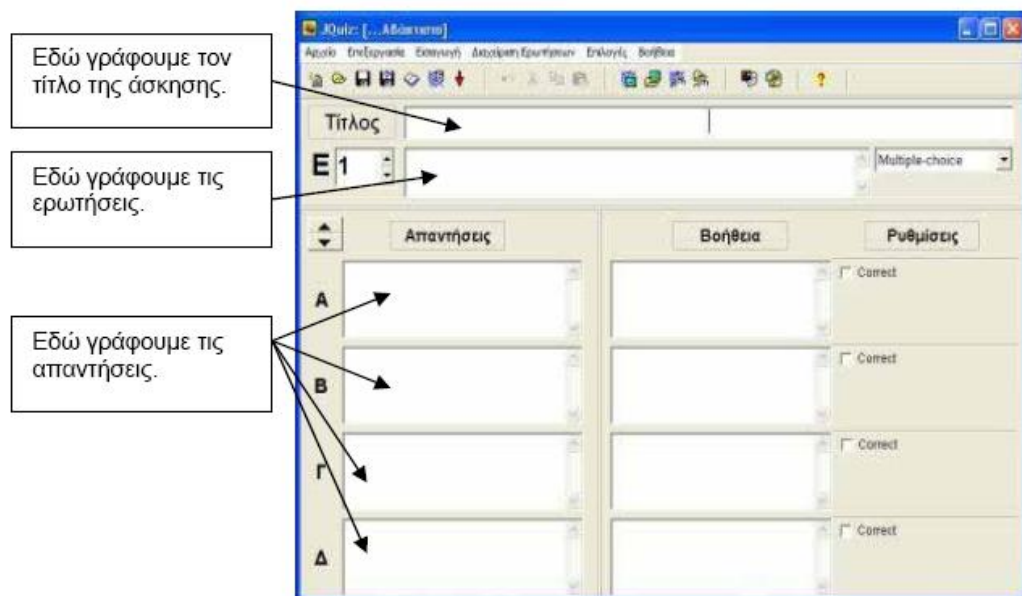 JQuiz: [...Αδόκιμαστο]
Αρχείο Επεξεργασία Εισαγωγή Διαχείριση Ερωτήσεων Επιλογές Βοήθεια
Εδώ γράφουμε τον
τίτλο της άσκησης.
Τίτλος
Εδώ γράφουμε τις
ερωτήσεις.
Ε 1
Multiple-choice
Απαντήσεις
Βοήθεια
Ρυθμίσεις
Εδώ γράφουμε τις
απαντήσεις.
Α
Correct
Β
Correct
Γ
Correct
Δ
Correct